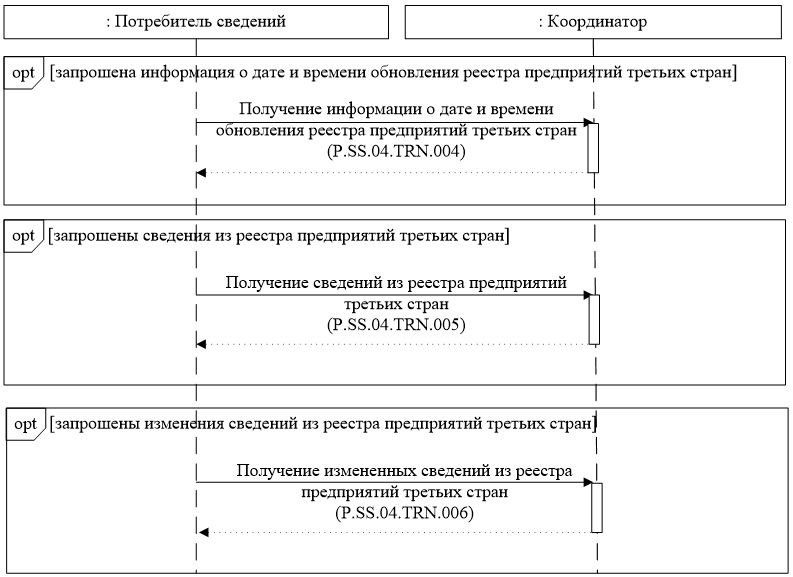 : Потребитель сведений
: Координатор
opt [запрошена информация о дате и времени обновления реестра предприятий третьих стран]
Получение информации о дате и времени
обновления реестра предприятий третьих стран
(P.SS.04.TRN.004)
opt [запрошены сведения из реестра предприятий третьих стран]
Получение сведений из реестра предприятий
третьих стран
(P.SS.04.TRN.005)
opt [запрошены изменения сведений из реестра предприятий третьих стран]
Получение измененных сведений из реестра
предприятий третьих стран
(P.SS.04.TRN.006)